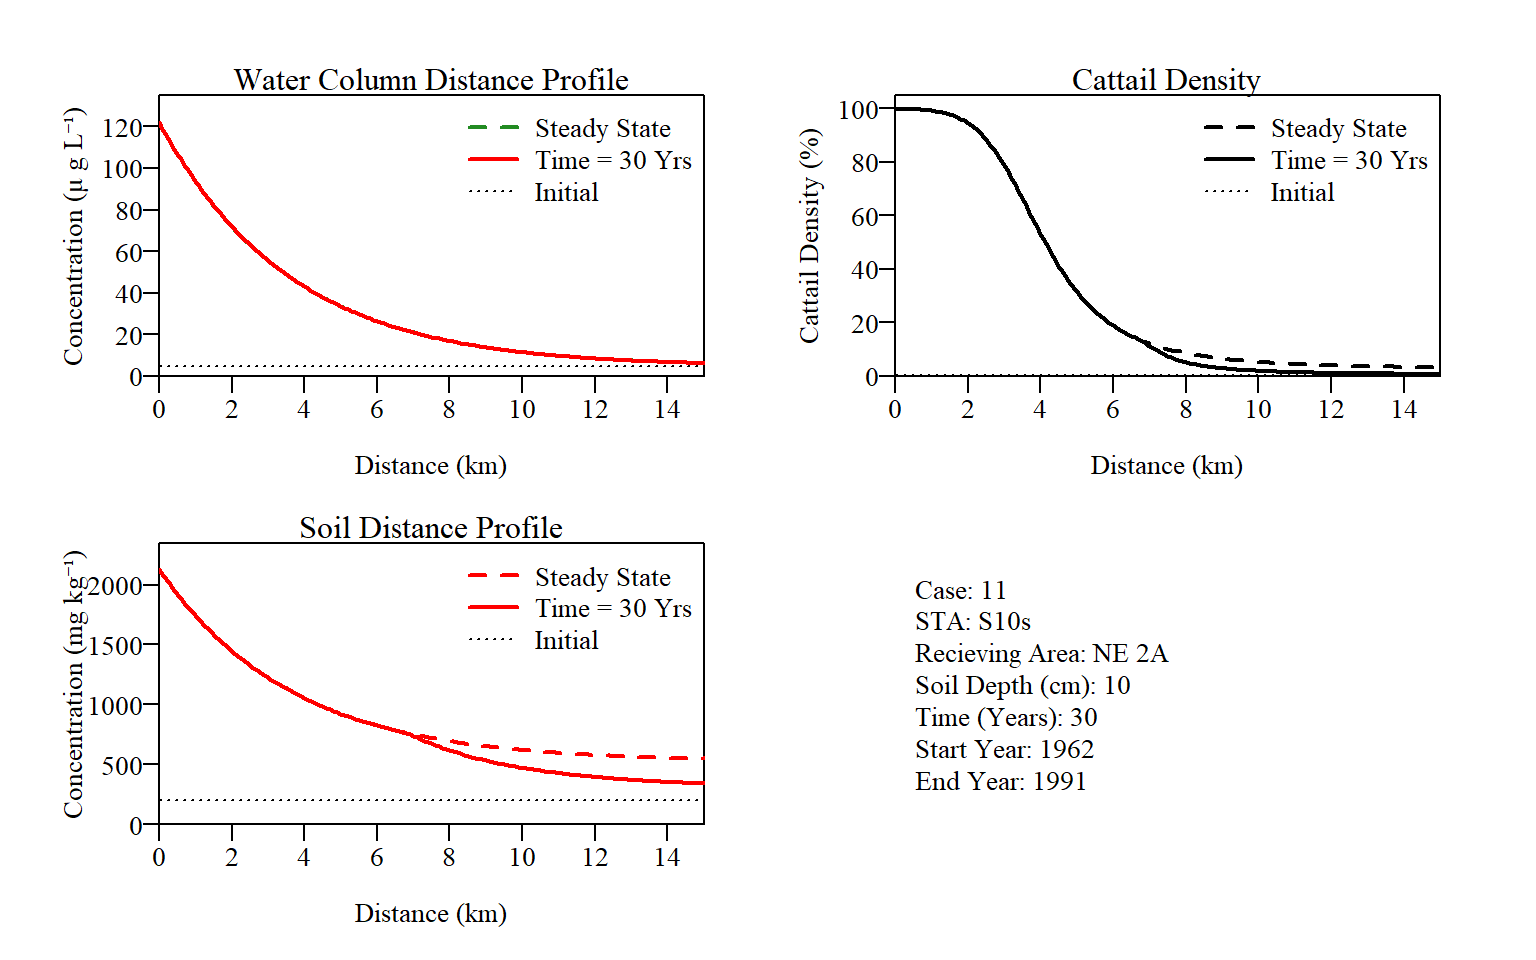 Water Column Distance Profile
Concentration (µ g L⁻¹)
120
100
80
60
40
20
0
Steady State
Time = 30 Yrs
Initial
0 2 4 6 8 10 12 14
Distance (km)
Cattail Density
Cattail Density (%)
100
80
60
40
20
0
Steady State
Time = 30 Yrs
Initial
0 2 4 6 8 10 12 14
Distance (km)
Soil Distance Profile
Concentration (mg kg⁻¹)
2000
1500
1000
500
0
Steady State
Time = 30 Yrs
Initial
0 2 4 6 8 10 12 14
Distance (km)
Case: 11
STA: S10s
Recieving Area: NE 2A
Soil Depth (cm): 10
Time (Years): 30
Start Year: 1962
End Year: 1991